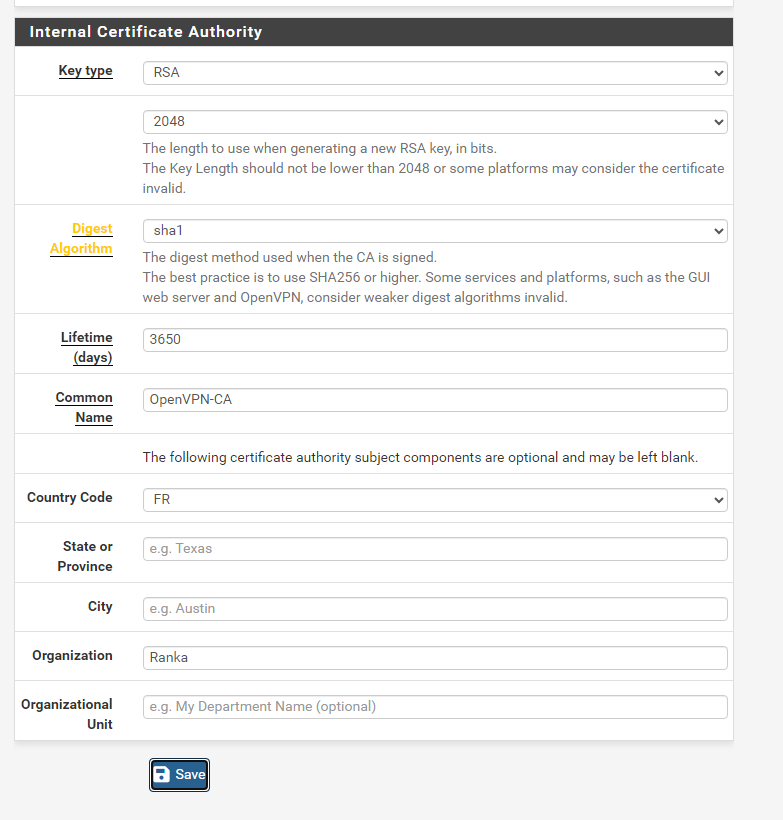 Internal Certificate Authority
Key type
RSA
2048
The length to use when generating a new RSA key, in bits.
The Key Length should not be lower than 2048 or some platforms may consider the certificate
invalid.
Digest
Algorithm
sha1
The digest method used when the CA is signed.
The best practice is to use SHA256 or higher. Some services and platforms, such as the GUI
web server and OpenVPN, consider weaker digest algorithms invalid.
Lifetime
(days)
3650
Common
Name
OpenVPN-CA
The following certificate authority subject components are optional and may be left blank.
Country Code
FR
State or
Province
e.g. Texas
City
e.g. Austin
Organization
Ranka
Organizational
Unit
e.g. My Department Name (optional)
Save